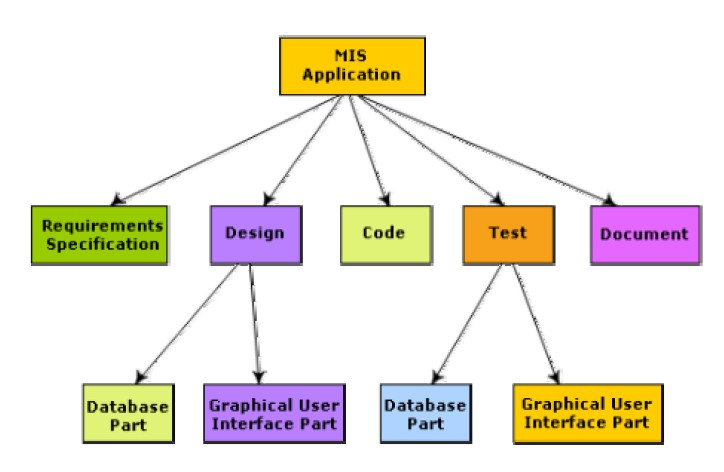 MIS
Application
Requirements
Specification
Design
Code
Test
Document
Database
Part
Graphical User
Interface Part
Database
Part
Graphical User
Interface Part